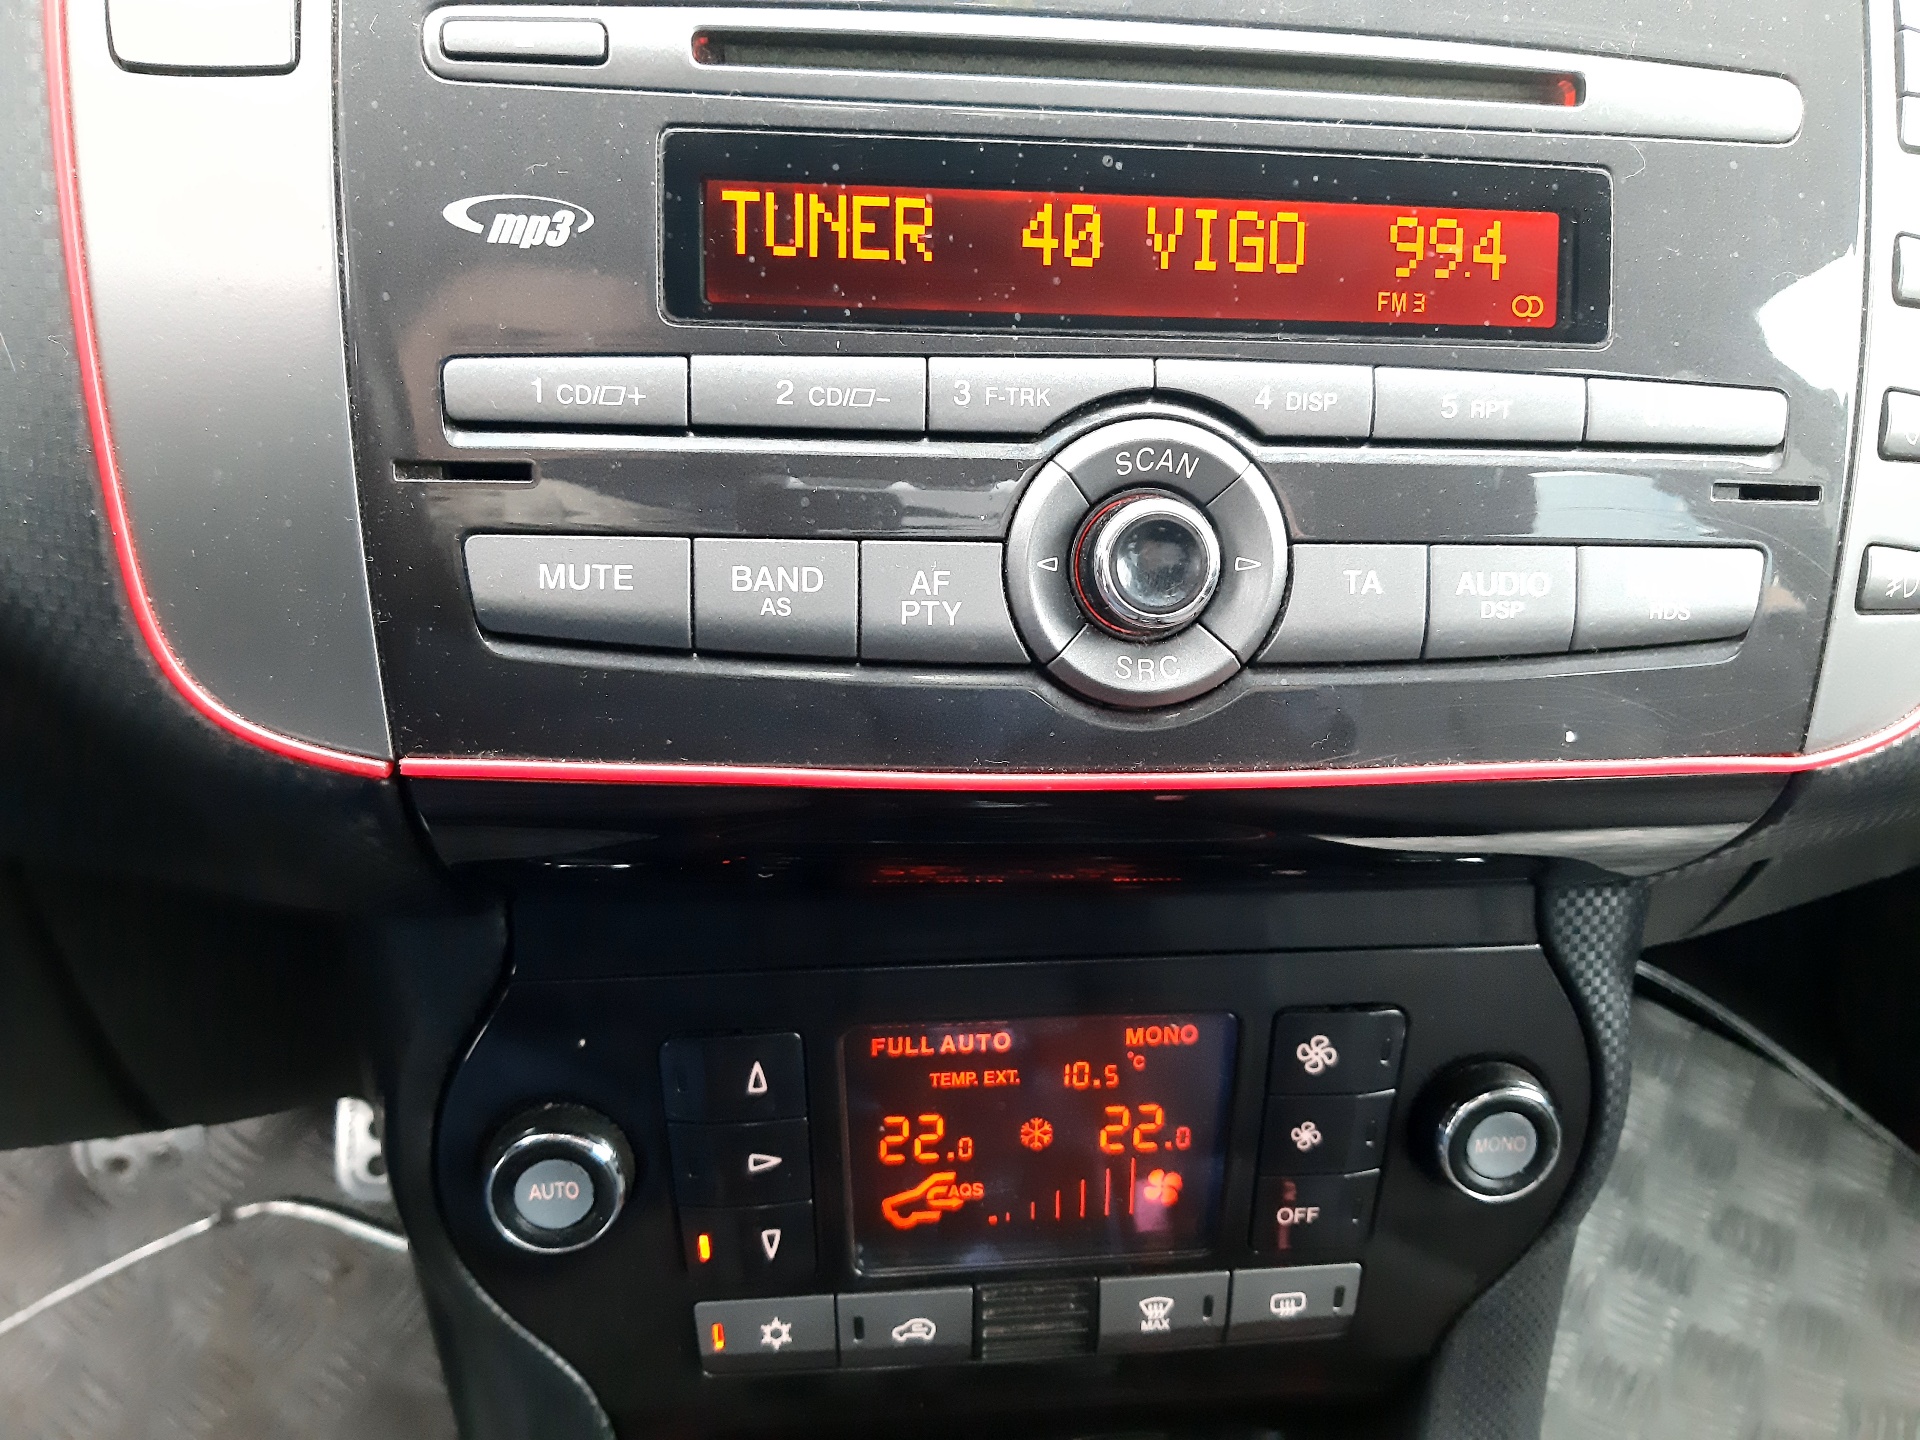 mp3
TUNER 40 VIGO 99.4
FM 3
1 CD/▱+ 2 CD/▱- 3 F-TRK 4 DISP 5 RPT
SCAN
MUTE BAND AF TA AUDIO
AS PTY DSP RDS
SRC
FULL AUTO MONO
TEMP. EXT. 10.5 °C
22.0 22.0
AQS
AUTO
MONO
OFF
MAX